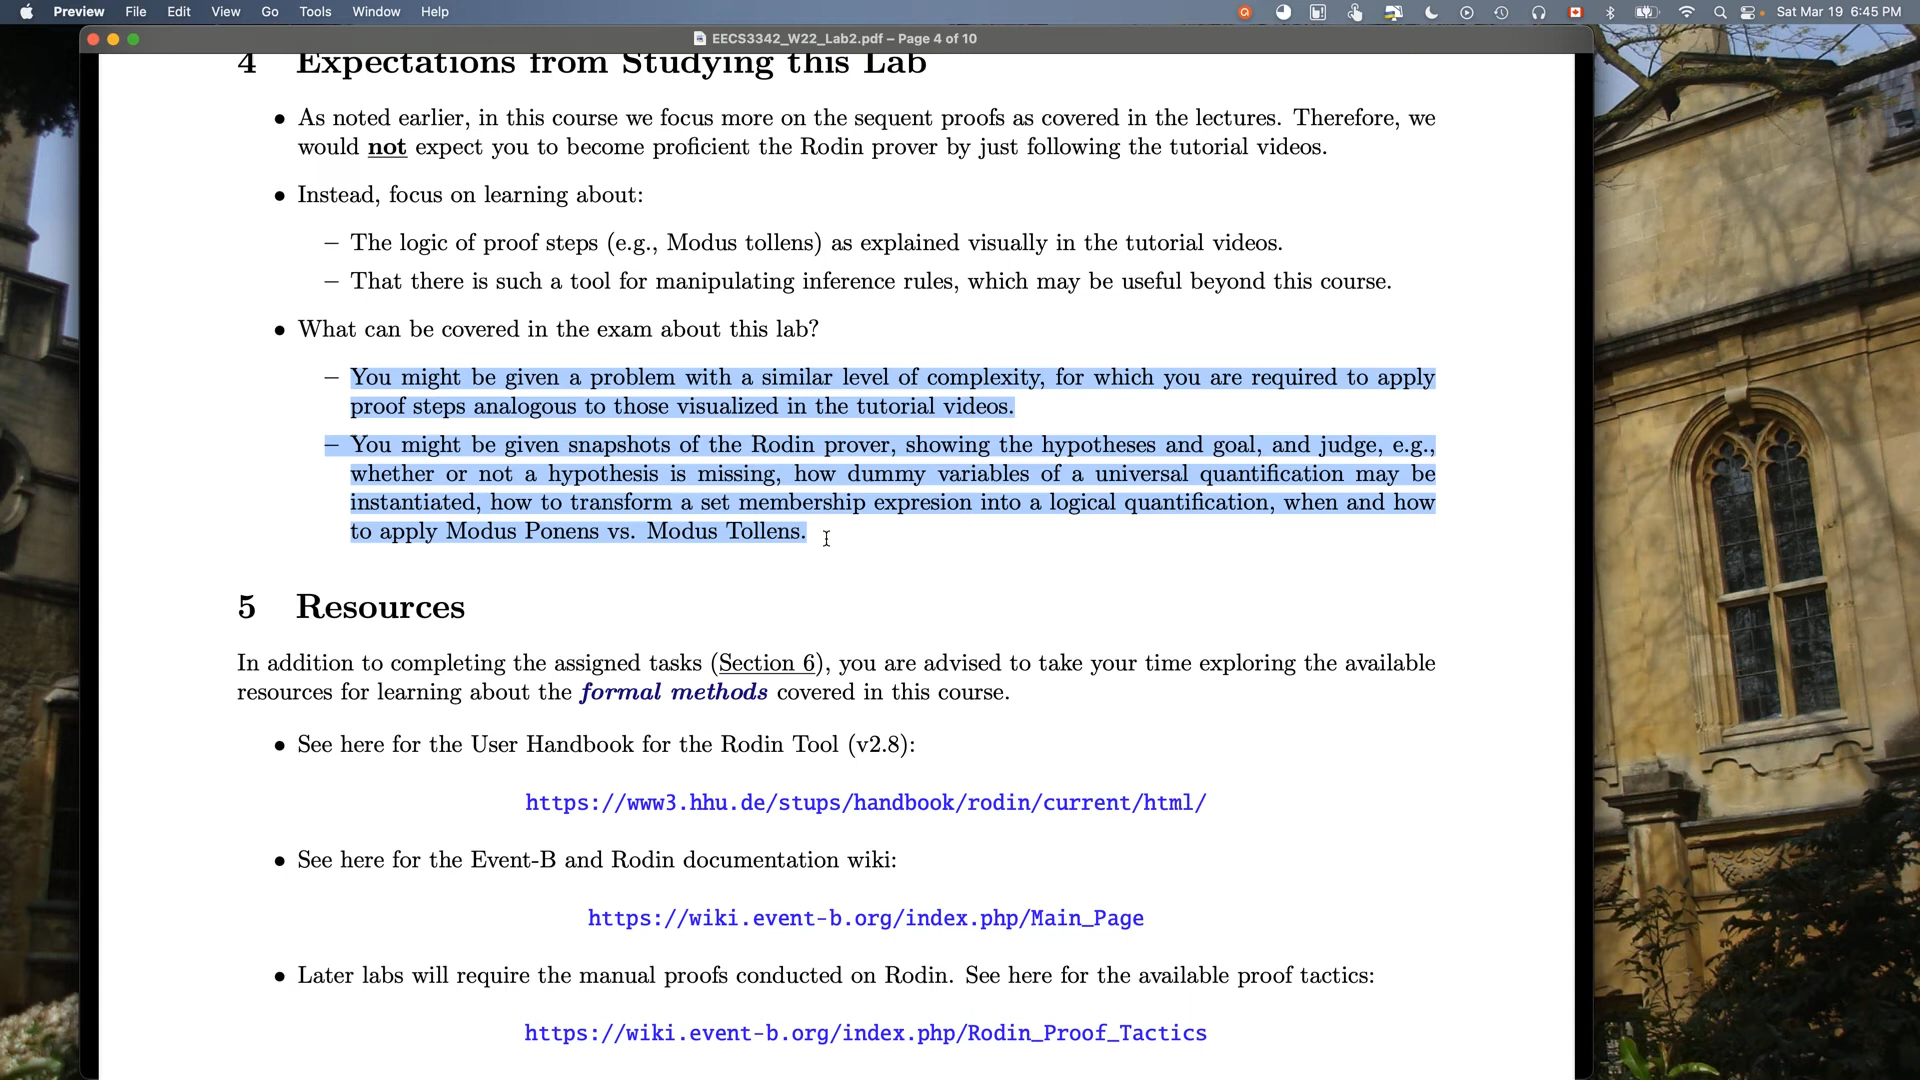 Preview File Edit View Go Tools Window Help Sat Mar 19 6:45 PM
EECS3342_W22_Lab2.pdf – Page 4 of 10
4 Expectations from Studying this Lab
• As noted earlier, in this course we focus more on the sequent proofs as covered in the lectures. Therefore, we
would not expect you to become proficient the Rodin prover by just following the tutorial videos.
• Instead, focus on learning about:
– The logic of proof steps (e.g., Modus tollens) as explained visually in the tutorial videos.
– That there is such a tool for manipulating inference rules, which may be useful beyond this course.
• What can be covered in the exam about this lab?
– You might be given a problem with a similar level of complexity, for which you are required to apply
proof steps analogous to those visualized in the tutorial videos.
– You might be given snapshots of the Rodin prover, showing the hypotheses and goal, and judge, e.g.,
whether or not a hypothesis is missing, how dummy variables of a universal quantification may be
instantiated, how to transform a set membership expresion into a logical quantification, when and how
to apply Modus Ponens vs. Modus Tollens.
5 Resources
In addition to completing the assigned tasks (Section 6), you are advised to take your time exploring the available
resources for learning about the formal methods covered in this course.
• See here for the User Handbook for the Rodin Tool (v2.8):
https://www3.hhu.de/stups/handbook/rodin/current/html/
• See here for the Event-B and Rodin documentation wiki:
https://wiki.event-b.org/index.php/Main_Page
• Later labs will require the manual proofs conducted on Rodin. See here for the available proof tactics:
https://wiki.event-b.org/index.php/Rodin_Proof_Tactics